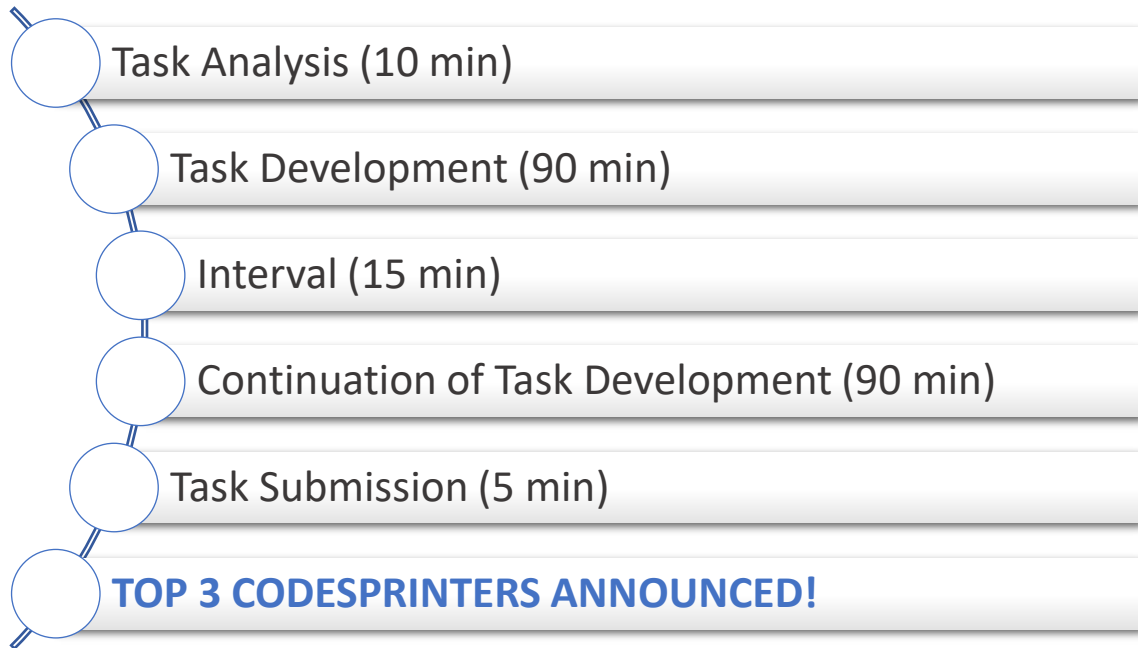 Task Analysis (10 min)
Task Development (90 min)
Interval (15 min)
Continuation of Task Development (90 min)
Task Submission (5 min)
TOP 3 CODESPRINTERS ANNOUNCED!